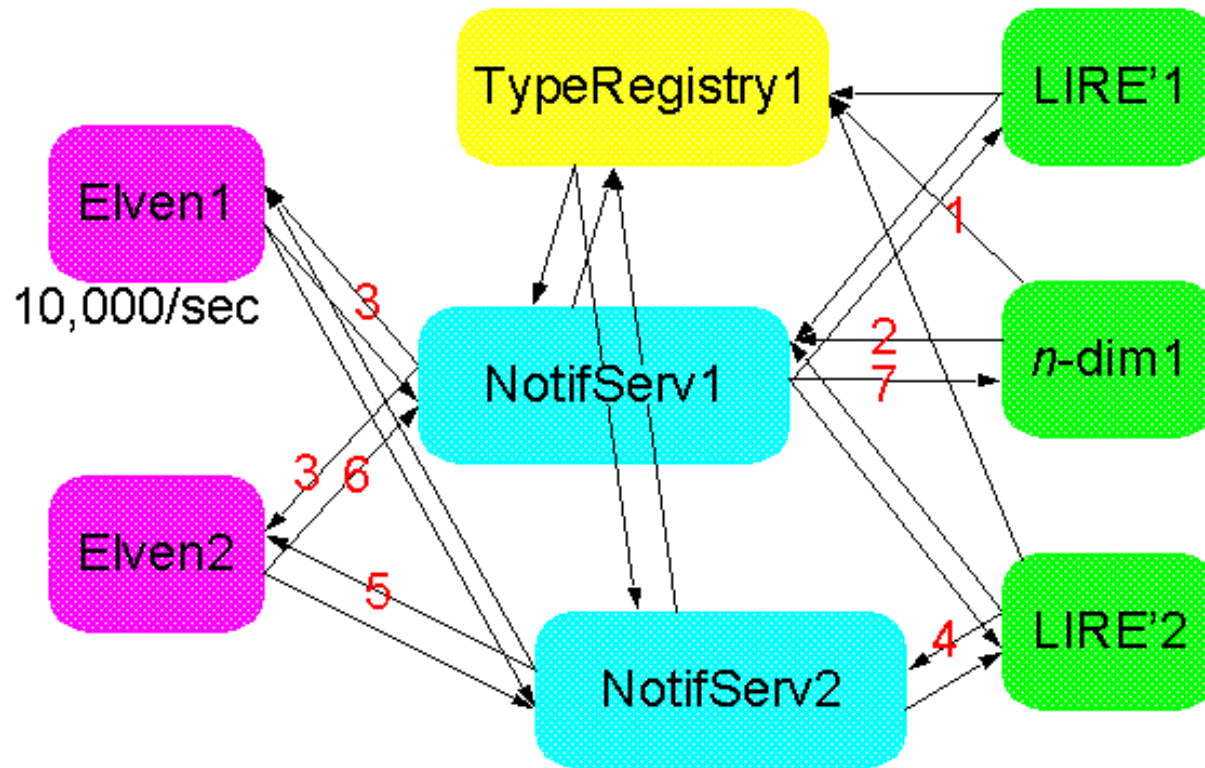 TypeRegistry1
LIRE'1
Elven1
10,000/sec
1
3
2
NotifServ1
n-dim1
7
3
6
Elven2
5
4
LIRE'2
NotifServ2